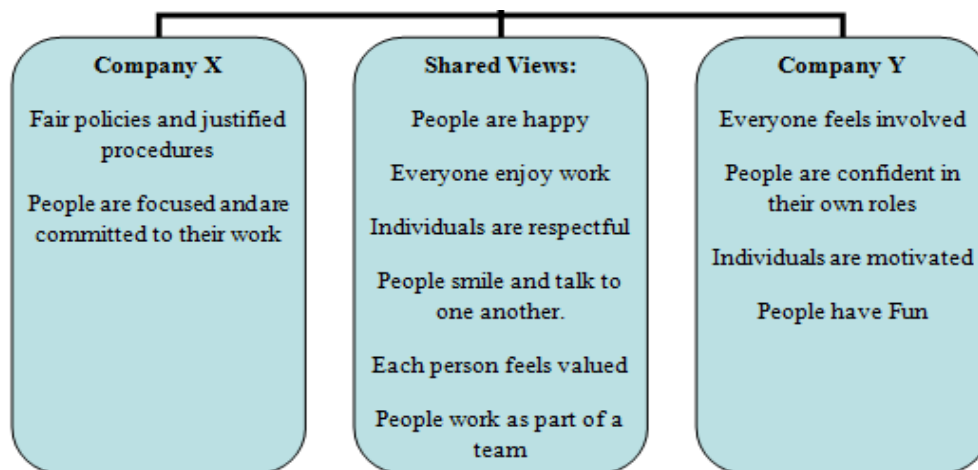 Company X
Fair policies and justified
procedures
People are focused and are
committed to their work
Shared Views:
People are happy
Everyone enjoy work
Individuals are respectful
People smile and talk to
one another.
Each person feels valued
People work as part of a
team
Company Y
Everyone feels involved
People are confident in
their own roles
Individuals are motivated
People have Fun